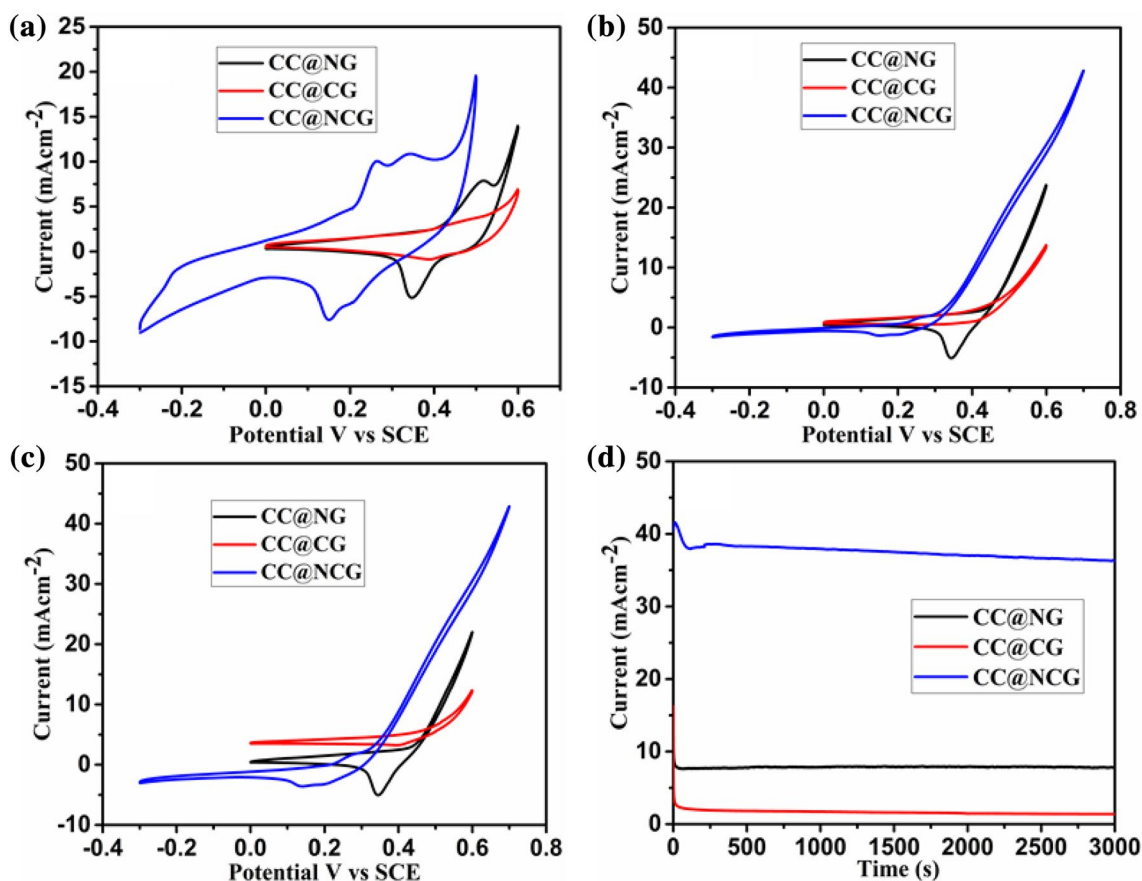 (a)
25
20
15
10
5
0
-5
-10
-15
Current (mAcm-2)
CC@NG
CC@CG
CC@NCG
-0.4 -0.2 0.0 0.2 0.4 0.6
Potential V vs SCE
(b)
50
40
30
20
10
0
-10
Current (mAcm-2)
CC@NG
CC@CG
CC@NCG
-0.4 -0.2 0.0 0.2 0.4 0.6 0.8
Potential V vs SCE
(c)
50
40
30
20
10
0
-10
Current (mAcm-2)
CC@NG
CC@CG
CC@NCG
-0.4 -0.2 0.0 0.2 0.4 0.6 0.8
Potential V vs SCE
(d)
50
40
30
20
10
0
Current (mAcm-2)
CC@NG
CC@CG
CC@NCG
0 500 1000 1500 2000 2500 3000
Time (s)